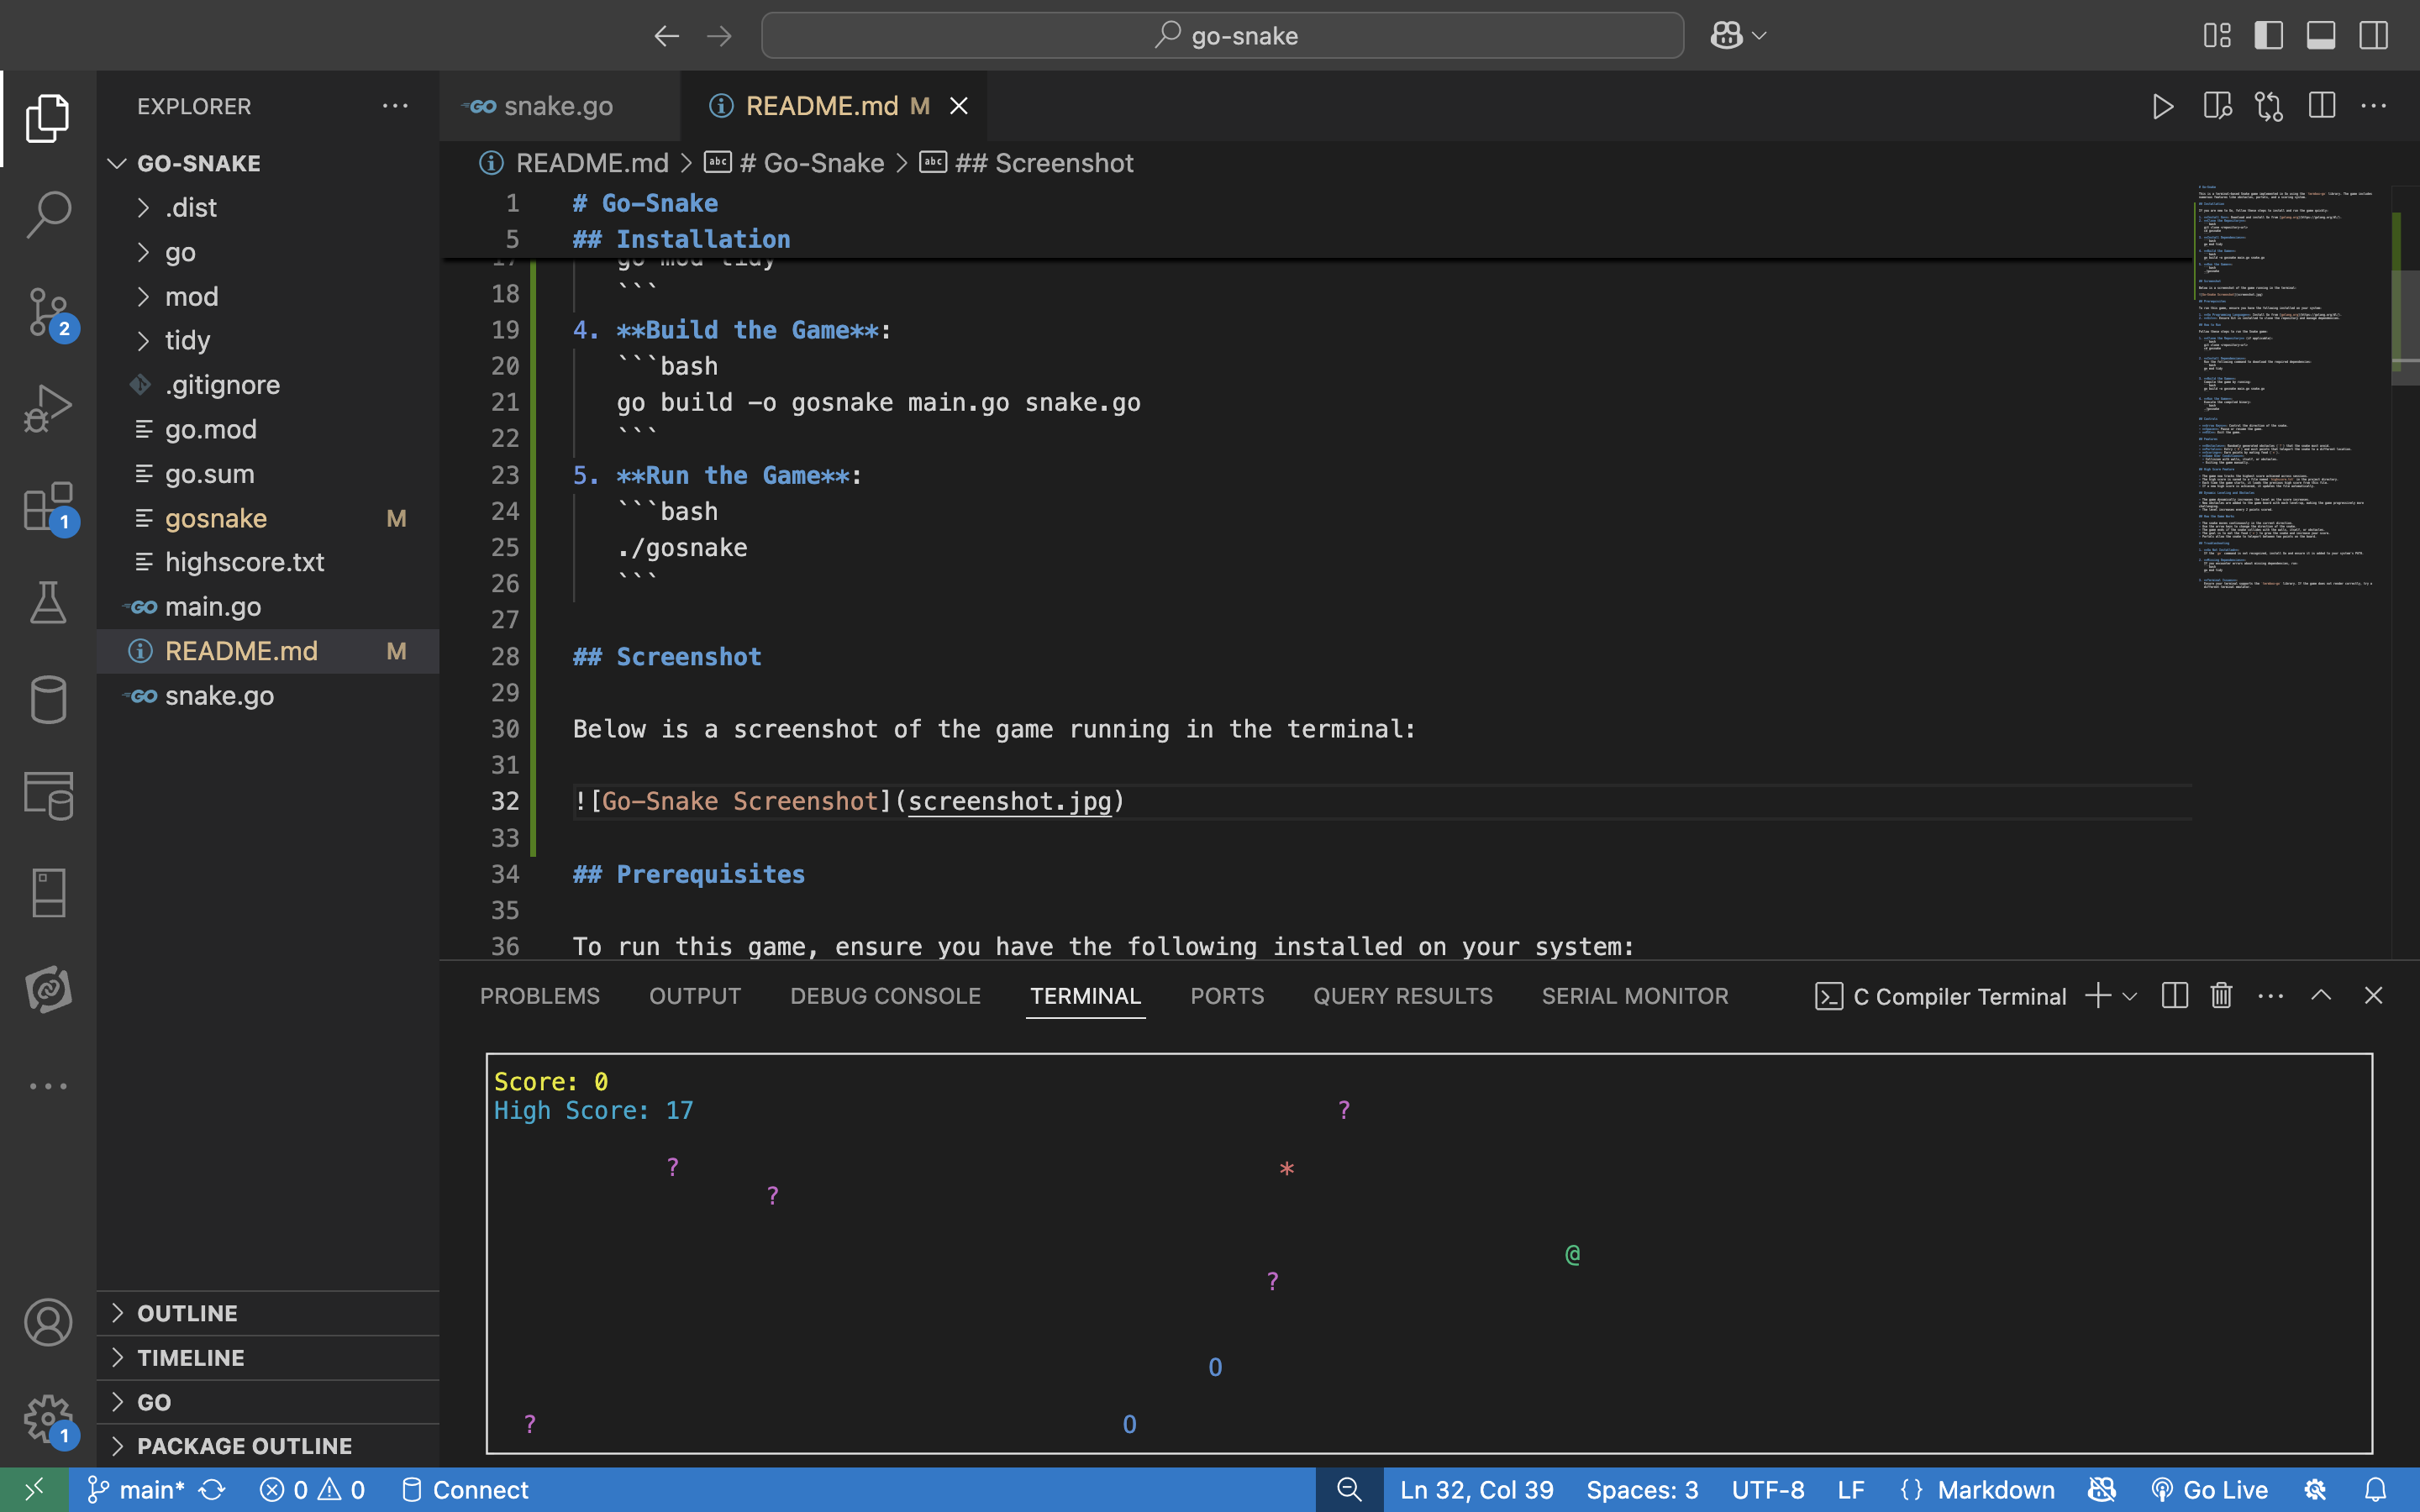 go-snake
EXPLORER
GO-SNAKE
.dist
go
mod
tidy
.gitignore
go.mod
go.sum
gosnake M
highscore.txt
main.go
README.md M
snake.go
OUTLINE
TIMELINE
GO
PACKAGE OUTLINE
snake.go
README.md M
README.md > # Go-Snake > ## Screenshot
1 # Go-Snake
5 ## Installation
17 go mod tidy
18 ```
19 4. **Build the Game**:
20 ```bash
21 go build -o gosnake main.go snake.go
22 ```
23 5. **Run the Game**:
24 ```bash
25 ./gosnake
26 ```
27
28 ## Screenshot
29
30 Below is a screenshot of the game running in the terminal:
31
32 ![Go-Snake Screenshot](screenshot.jpg)
33
34 ## Prerequisites
35
36 To run this game, ensure you have the following installed on your system:
PROBLEMS OUTPUT DEBUG CONSOLE TERMINAL PORTS QUERY RESULTS SERIAL MONITOR C Compiler Terminal
Score: 0
High Score: 17 ?
? *
?
@
?
O
? O
2
1
1
main* 0 0 Connect Ln 32, Col 39 Spaces: 3 UTF-8 LF {} Markdown Go Live